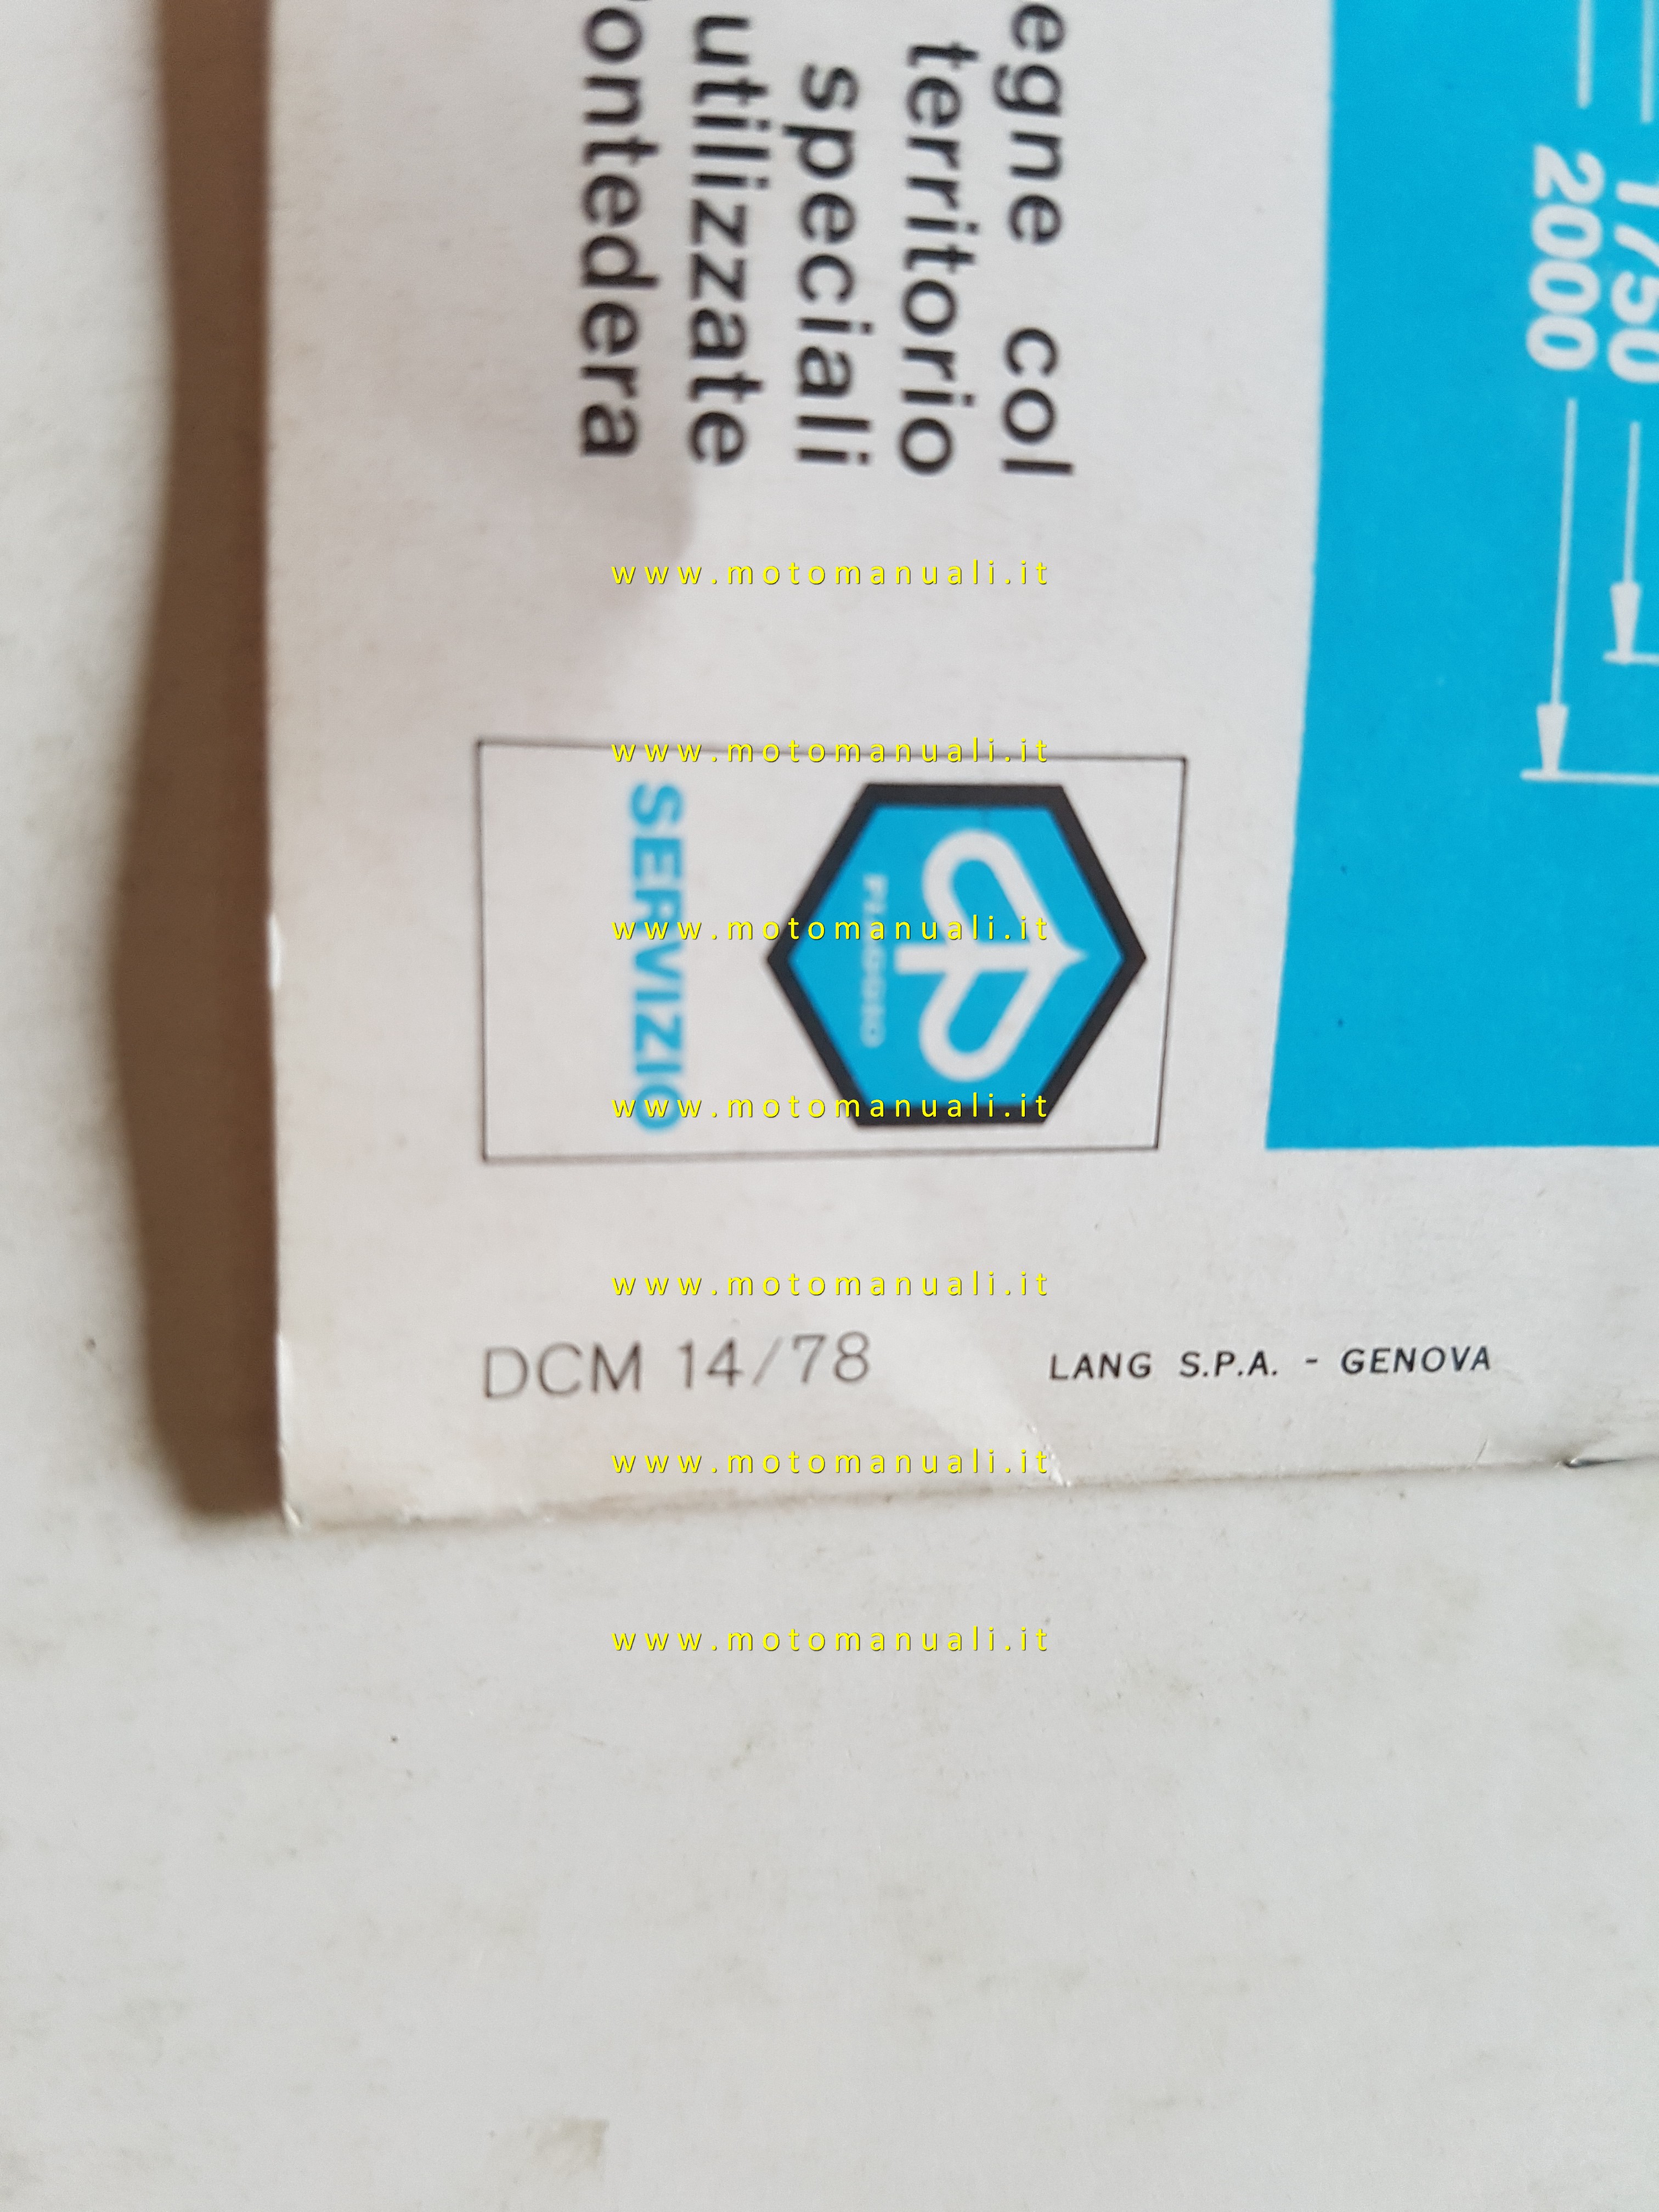 egne col
territorio
speciali
utilizzate
ontedera
1750
2000
PIAGGIO
SERVIZIO
DCM 14/78
LANG S.P.A. - GENOVA
www.motomanuali.it
www.motomanuali.it
www.motomanuali.it
www.motomanuali.it
www.motomanuali.it
www.motomanuali.it
www.motomanuali.it